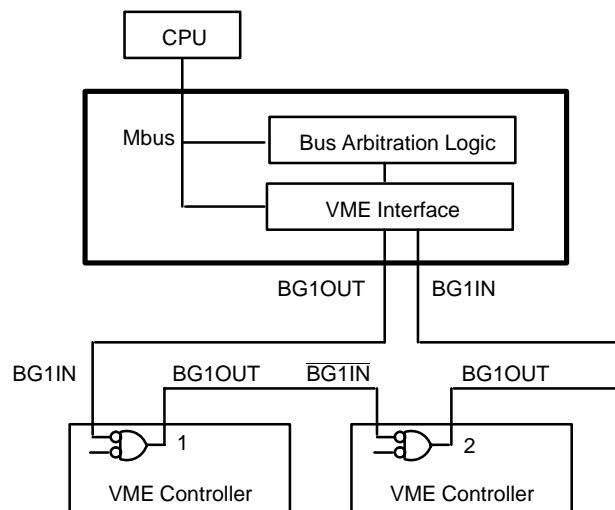 CPU
Mbus
Bus Arbitration Logic
VME Interface
BG1OUT
BG1IN
BG1IN
BG1OUT
BG1IN
BG1OUT
1
2
VME Controller
VME Controller